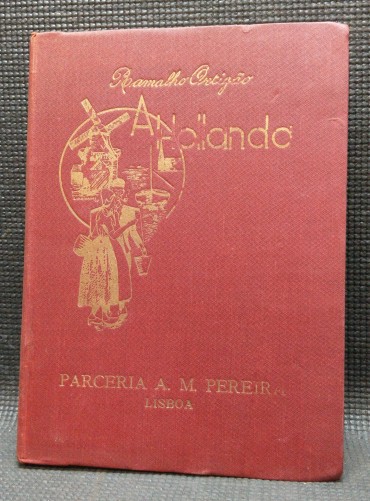 Ramalho Ortigão
A Hollanda
PARCERIA A. M. PEREIRA
LISBOA